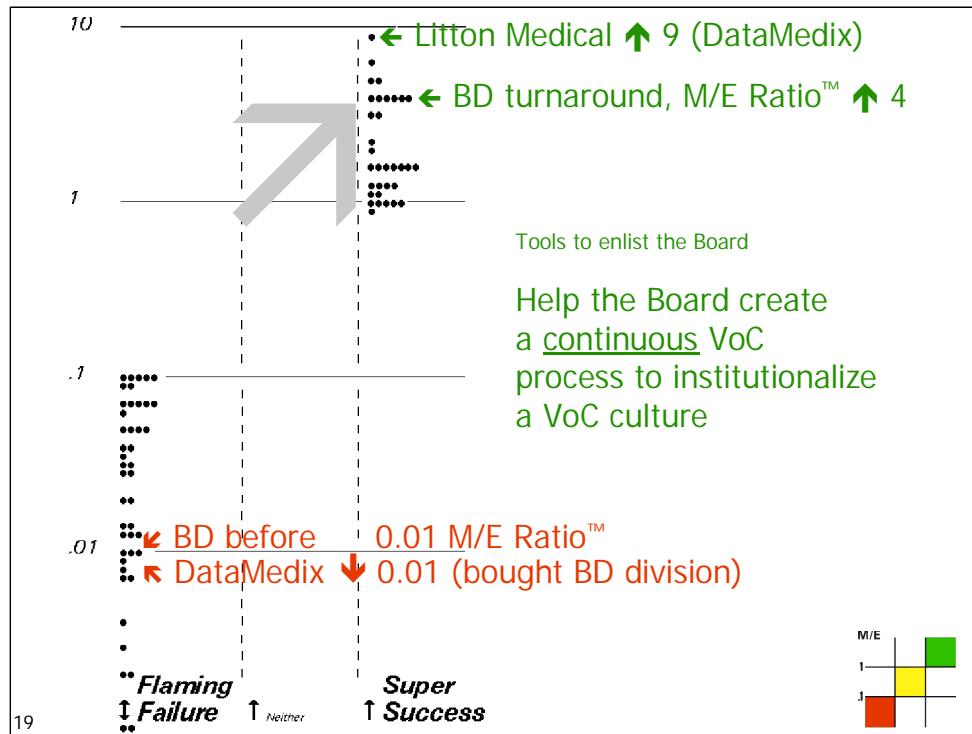 10
← Litton Medical ↑ 9 (DataMedix)
← BD turnaround, M/E Ratio™ ↑ 4
1
Tools to enlist the Board
Help the Board create
a continuous VoC
process to institutionalize
a VoC culture
.1
.01
↙ BD before 0.01 M/E Ratio™
↖ DataMedix ↓ 0.01 (bought BD division)
Flaming
↕ Failure
↑ Neither
Super
↑ Success
M/E
1
.1
19